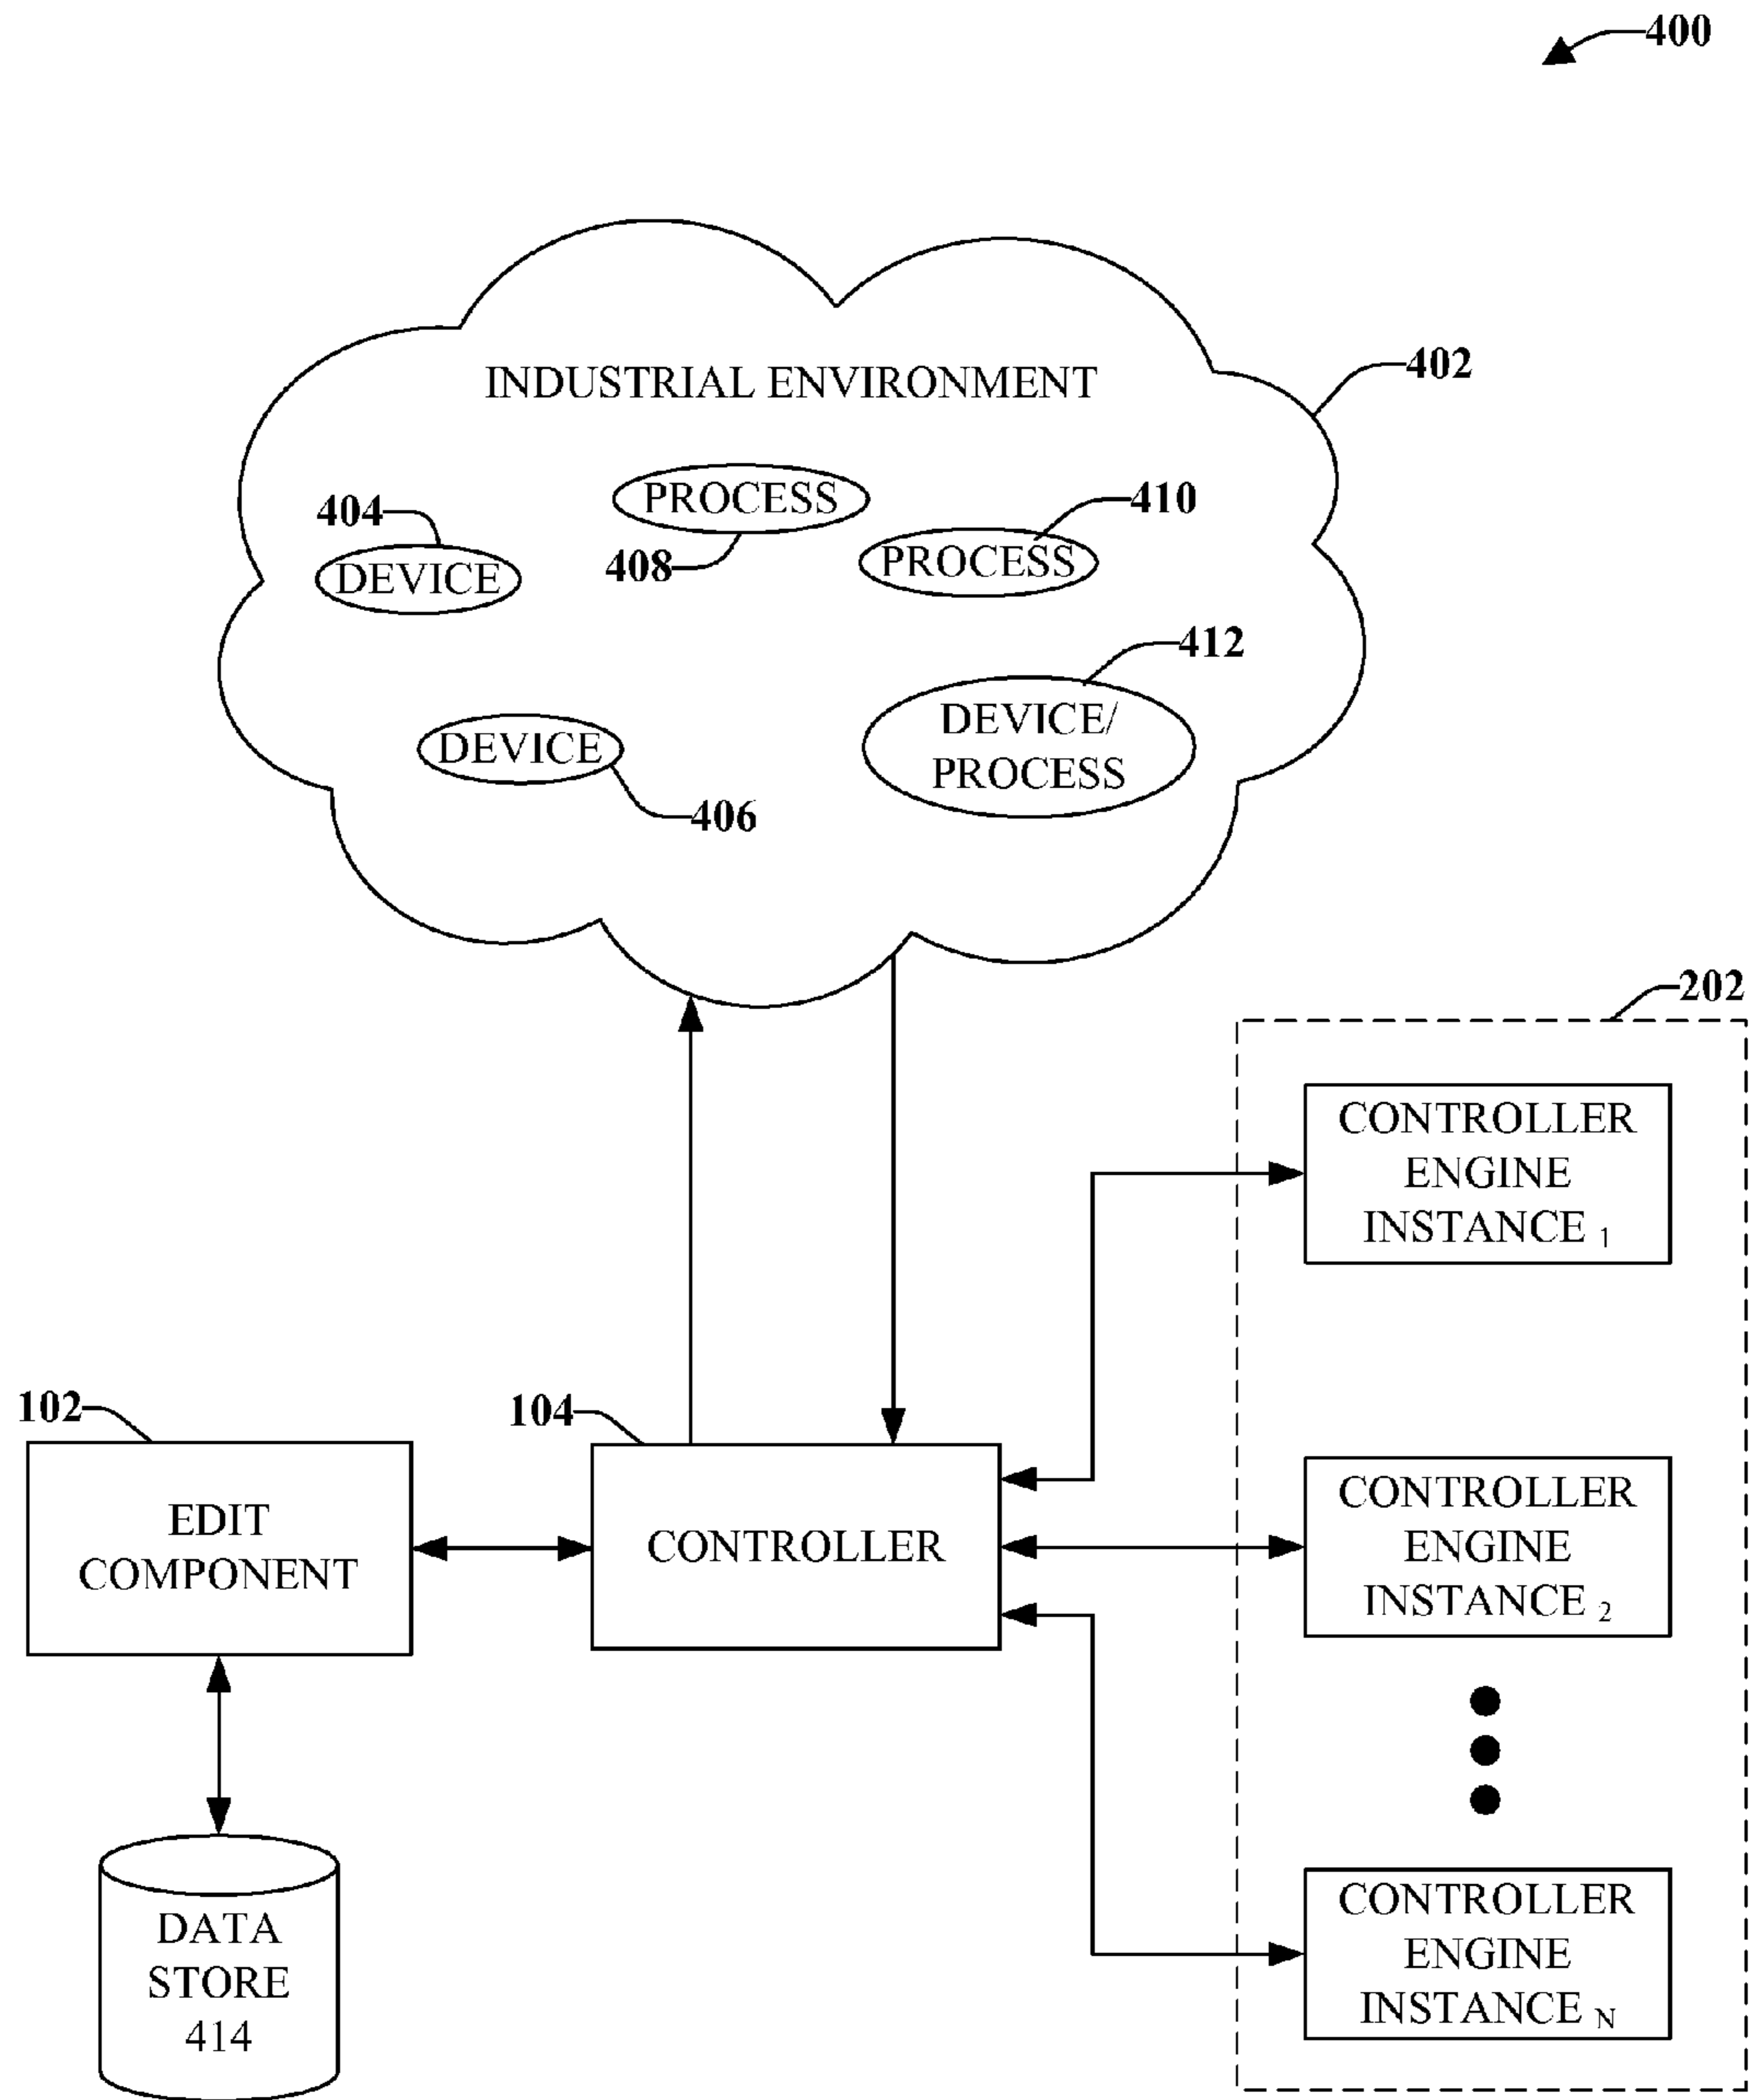 400
INDUSTRIAL ENVIRONMENT
402
PROCESS
404
410
408
PROCESS
DEVICE
412
DEVICE/
PROCESS
DEVICE
406
202
CONTROLLER
ENGINE
INSTANCE 1
102
104
EDIT
COMPONENT
CONTROLLER
CONTROLLER
ENGINE
INSTANCE 2
DATA
STORE
414
CONTROLLER
ENGINE
INSTANCE N